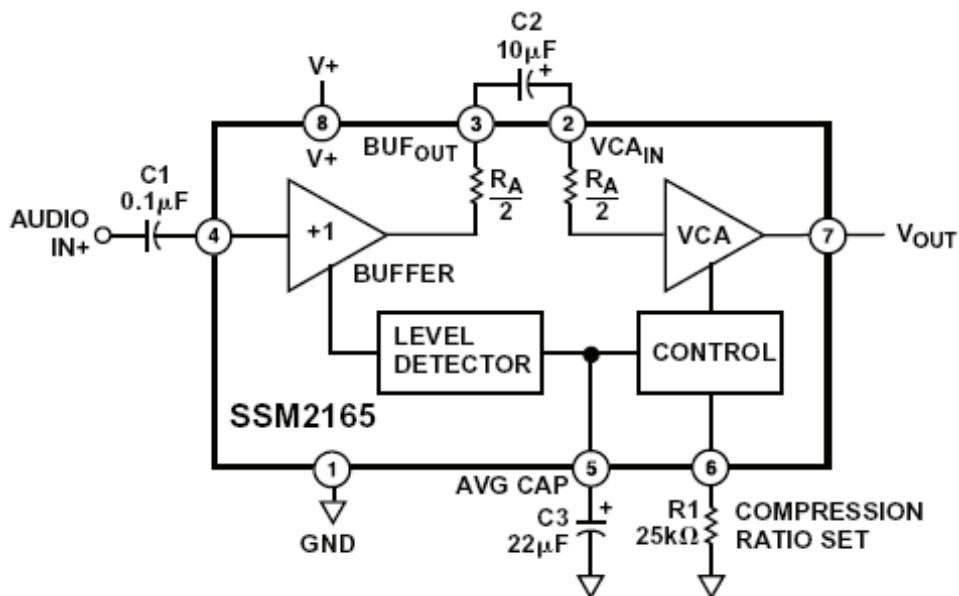 C2
10μF
+
V+
8
V+
3
BUFOUT
2
VCAIN
C1
0.1μF
AUDIO
IN+
4
+1
BUFFER
RA
2
RA
2
VCA
7
VOUT
LEVEL
DETECTOR
CONTROL
SSM2165
1
GND
AVG CAP
5
6
C3
22μF
+
R1
25kΩ
COMPRESSION
RATIO SET